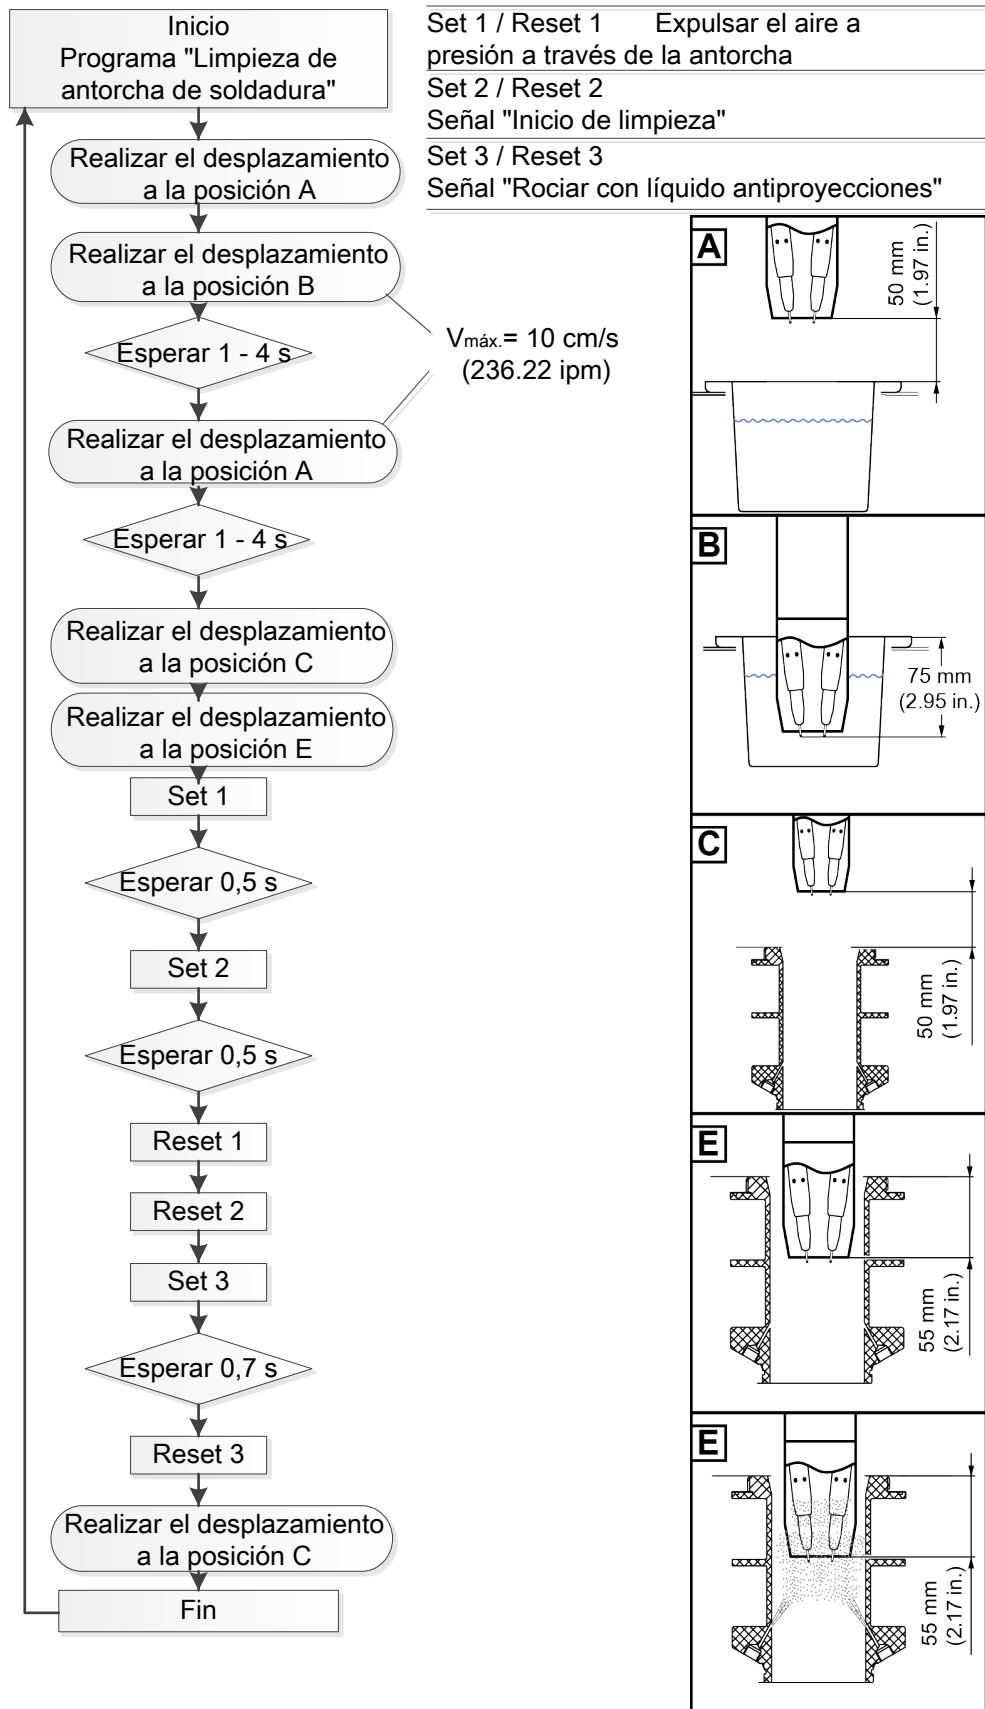 Inicio
Programa "Limpieza de
antorcha de soldadura"
Realizar el desplazamiento
a la posición A
Realizar el desplazamiento
a la posición B
Esperar 1 - 4 s
Realizar el desplazamiento
a la posición A
Esperar 1 - 4 s
Realizar el desplazamiento
a la posición C
Realizar el desplazamiento
a la posición E
Set 1
Esperar 0,5 s
Set 2
Esperar 0,5 s
Reset 1
Reset 2
Set 3
Esperar 0,7 s
Reset 3
Realizar el desplazamiento
a la posición C
Fin
Vmáx.= 10 cm/s
(236.22 ipm)
Set 1 / Reset 1 Expulsar el aire a
presión a través de la antorcha
Set 2 / Reset 2
Señal "Inicio de limpieza"
Set 3 / Reset 3
Señal "Rociar con líquido antiproyecciones"
A
50 mm
(1.97 in.)
B
75 mm
(2.95 in.)
C
50 mm
(1.97 in.)
E
55 mm
(2.17 in.)
E
55 mm
(2.17 in.)